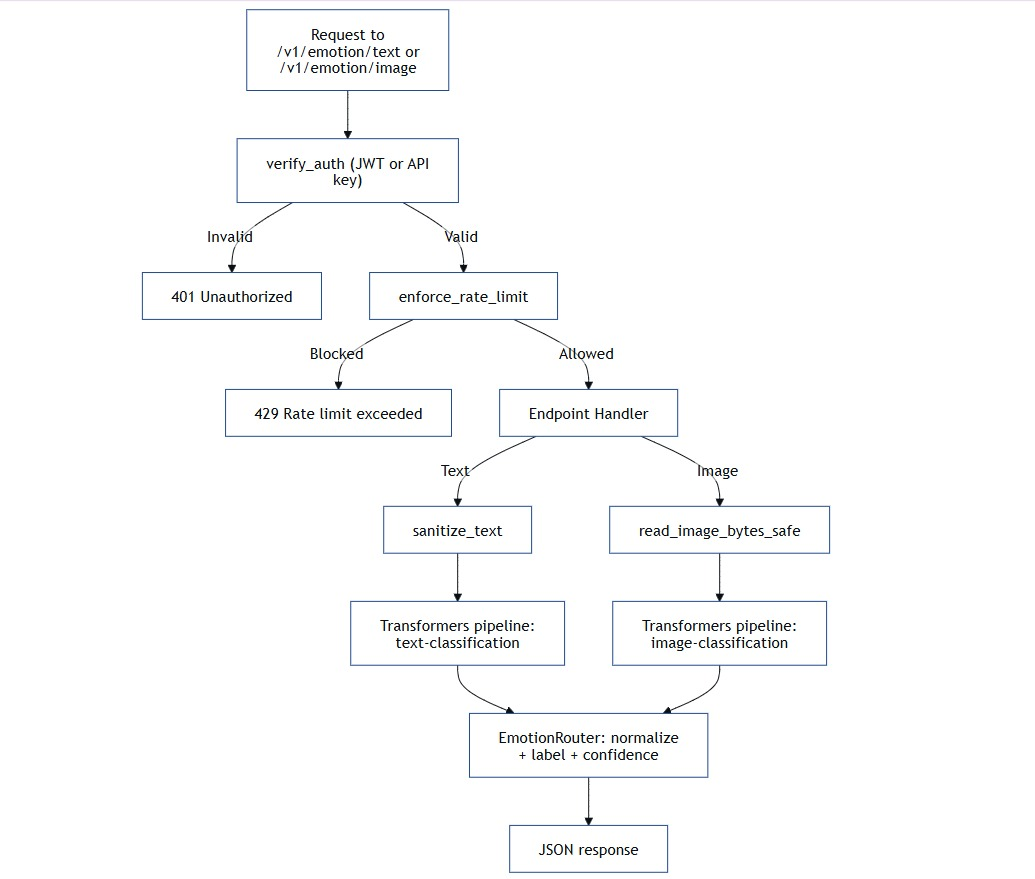 Request to
/v1/emotion/text or
/v1/emotion/image
verify_auth (JWT or API
key)
Invalid
Valid
401 Unauthorized
enforce_rate_limit
Blocked
Allowed
429 Rate limit exceeded
Endpoint Handler
Text
Image
sanitize_text
read_image_bytes_safe
Transformers pipeline:
text-classification
Transformers pipeline:
image-classification
EmotionRouter: normalize
+ label + confidence
JSON response